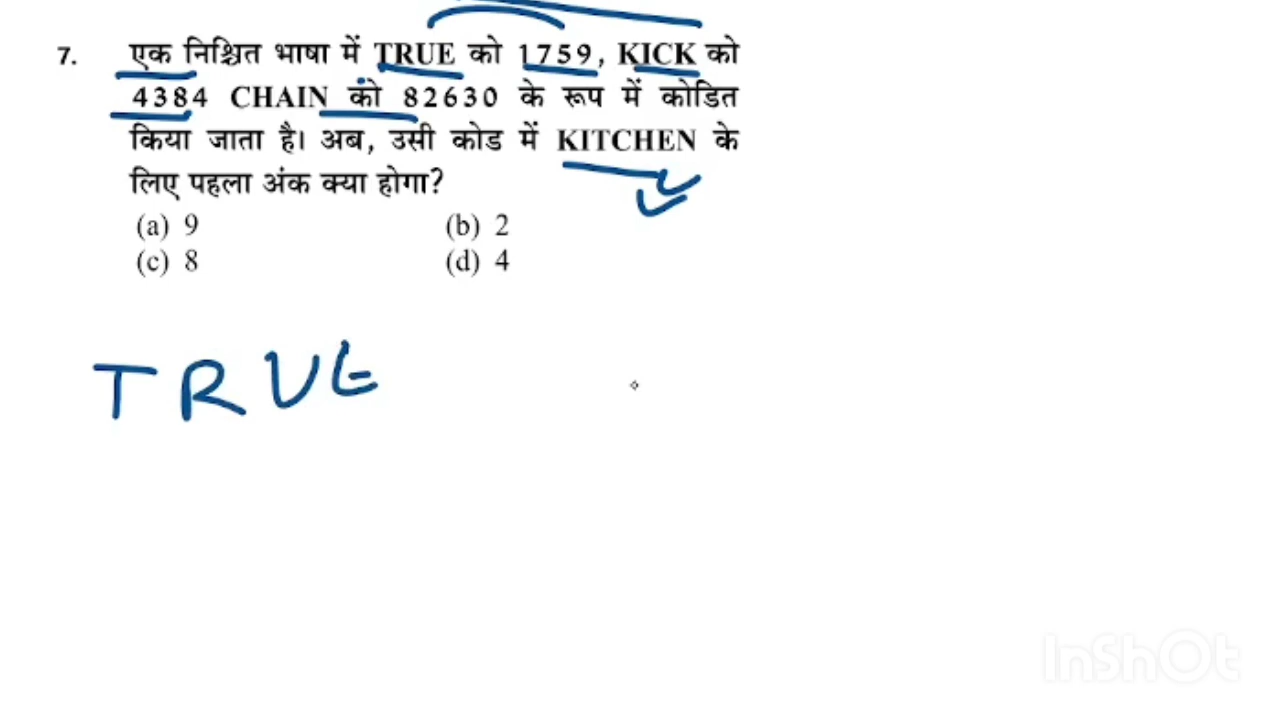 7. एक निश्चित भाषा में TRUE को 1759, KICK को
4384 CHAIN को 82630 के रूप में कोडित
किया जाता है। अब, उसी कोड में KITCHEN के
लिए पहला अंक क्या होगा?
(a) 9 (b) 2
(c) 8 (d) 4
TRUE
InShOt